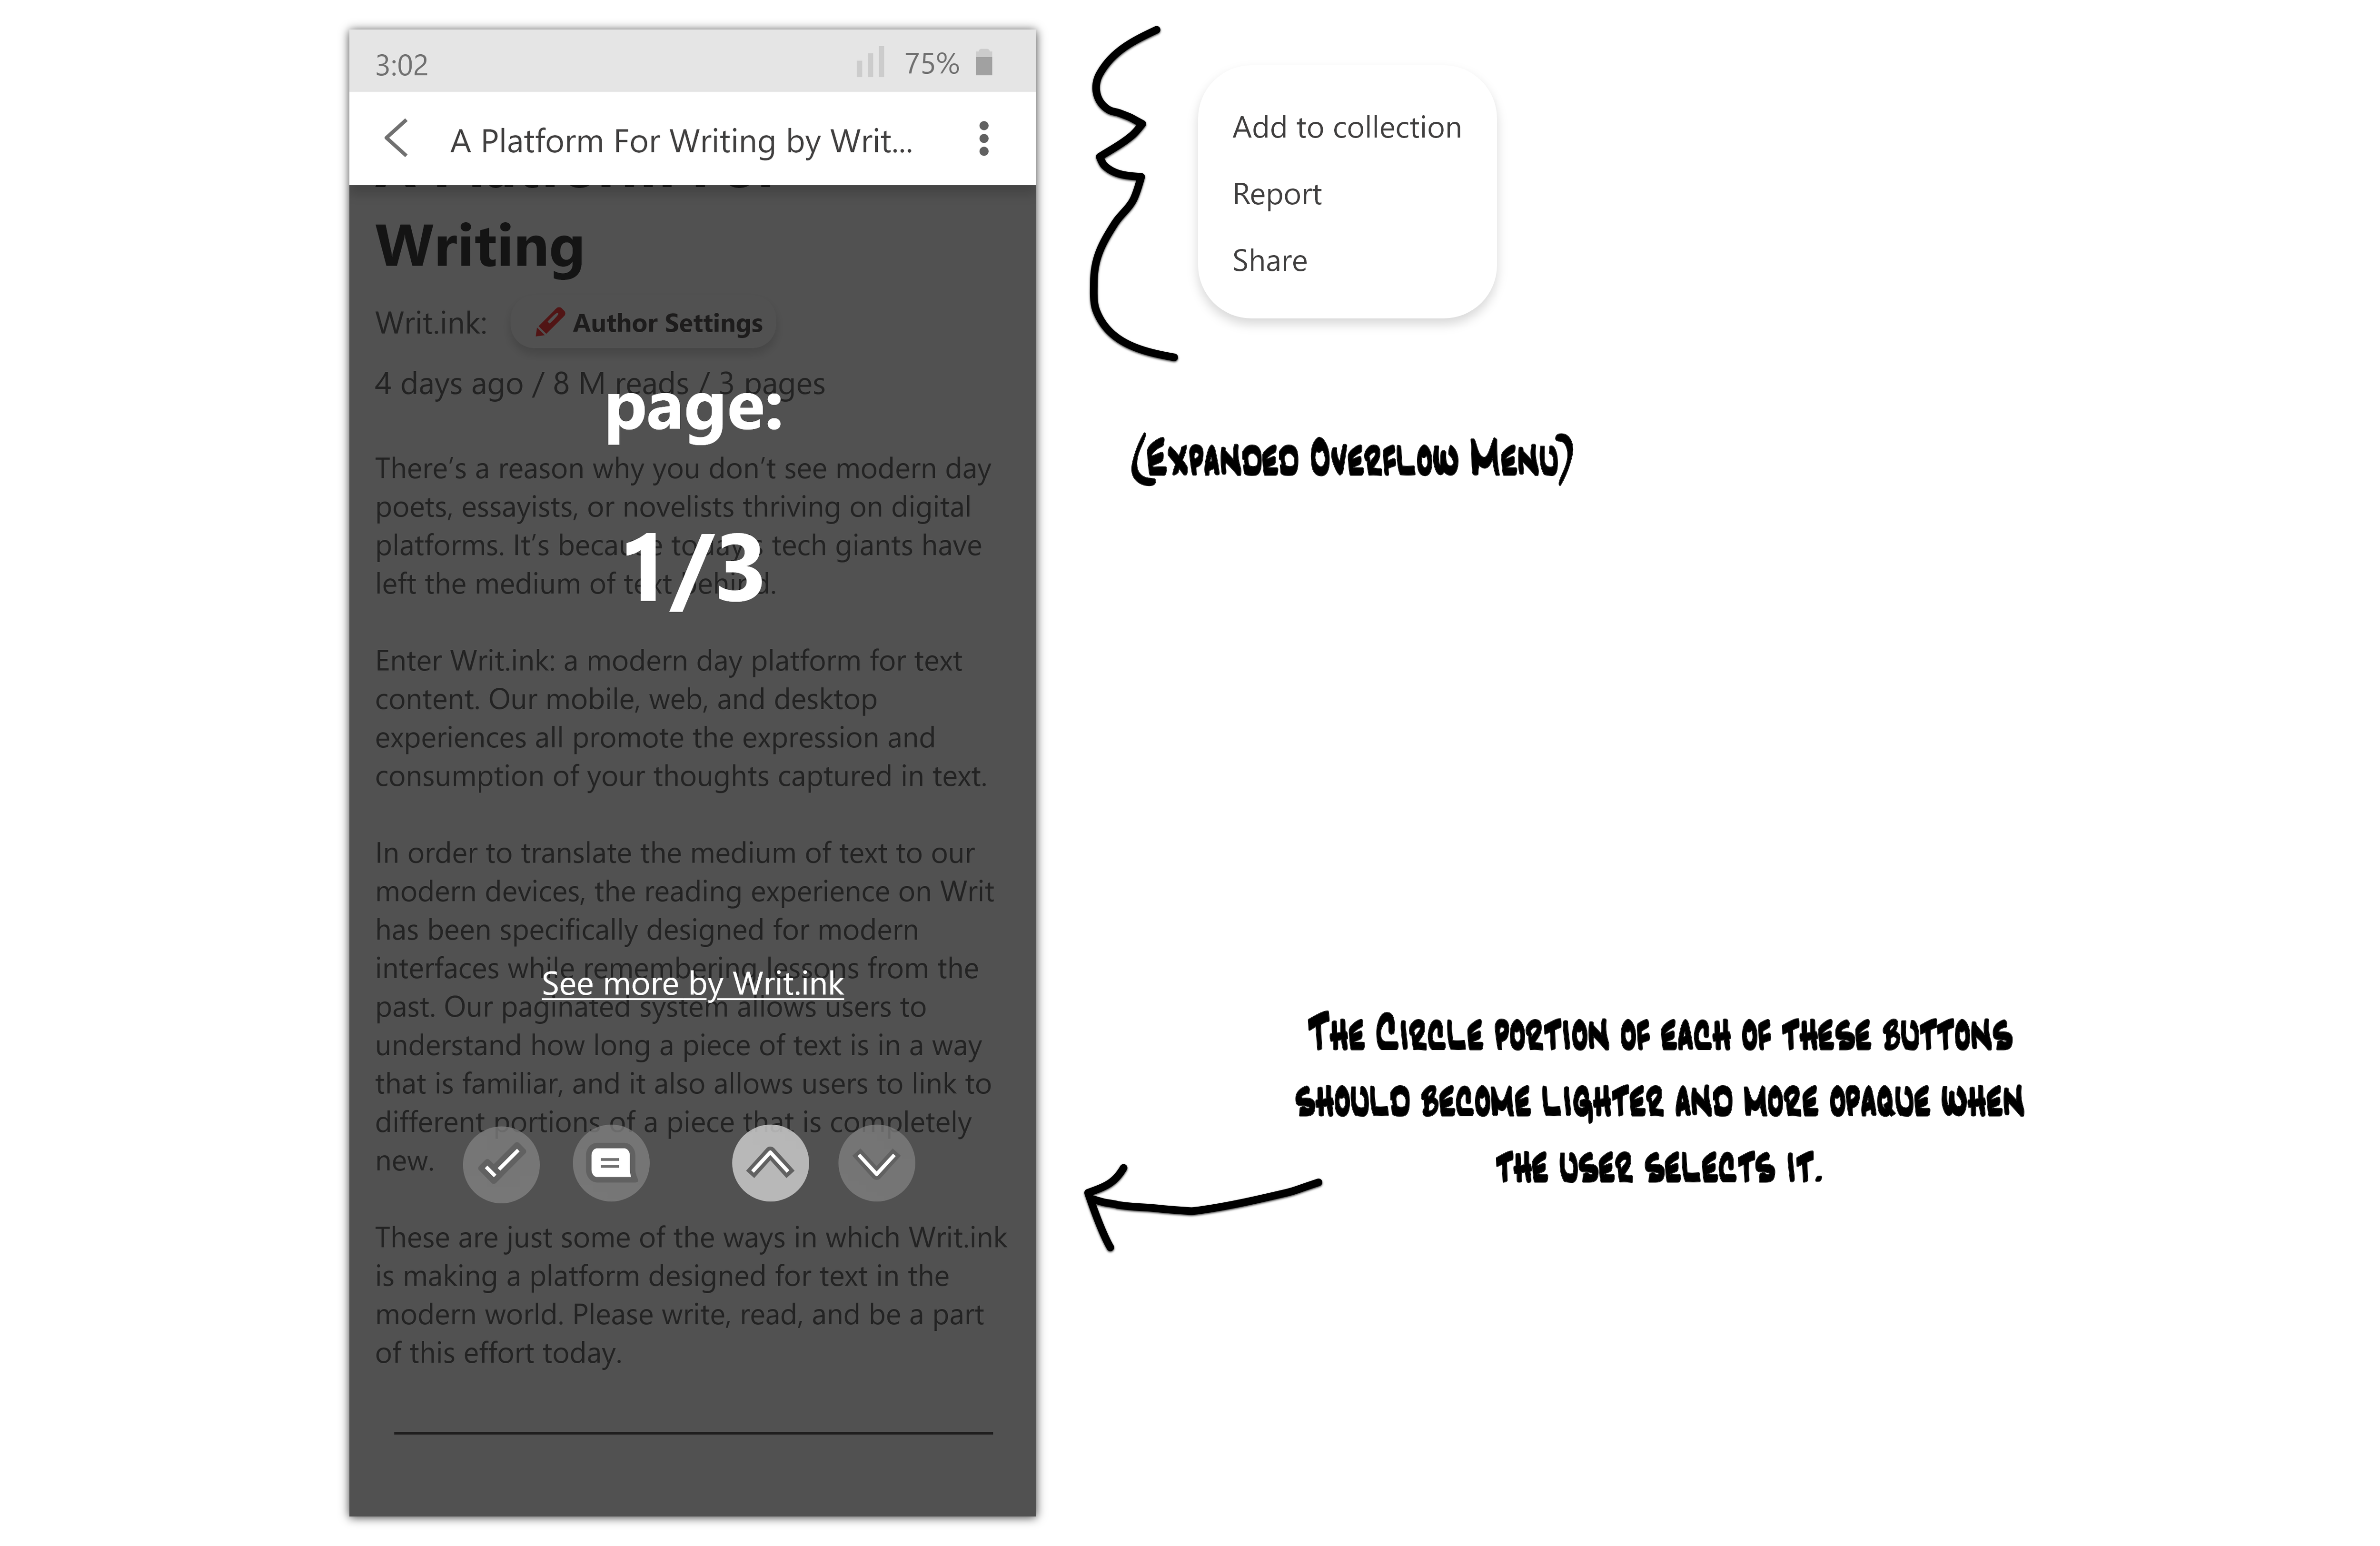 3:02
75%
A Platform For Writing by Writ...
Writing
Writ.ink:
Author Settings
4 days ago / 8 M reads / 3 pages
page:
There’s a reason why you don’t see modern day
poets, essayists, or novelists thriving on digital
platforms. It’s because today’s tech giants have
left the medium of text behind.
1/3
Enter Writ.ink: a modern day platform for text
content. Our mobile, web, and desktop
experiences all promote the expression and
consumption of your thoughts captured in text.
In order to translate the medium of text to our
modern devices, the reading experience on Writ
has been specifically designed for modern
interfaces while remembering lessons from the
See more by Writ.ink
past. Our paginated system allows users to
understand how long a piece of text is in a way
that is familiar, and it also allows users to link to
different portions of a piece that is completely
new.
These are just some of the ways in which Writ.ink
is making a platform designed for text in the
modern world. Please write, read, and be a part
of this effort today.
Add to collection
Report
Share
(Expanded Overflow Menu)
The Circle portion of each of these buttons
should become lighter and more opaque when
the user selects it.